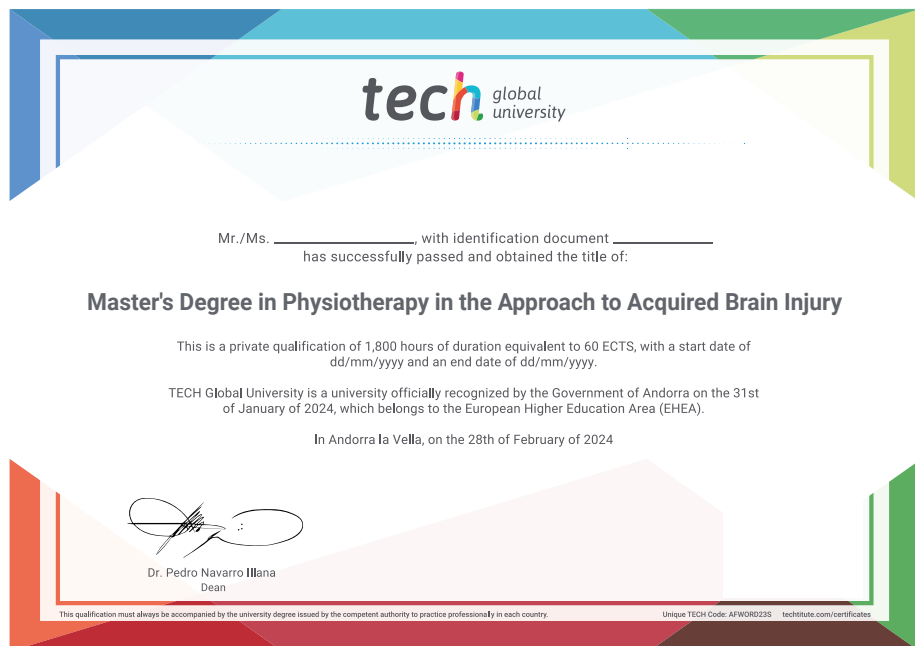 tech global
university
Mr./Ms. ____________, with identification document ____________
has successfully passed and obtained the title of:
Master's Degree in Physiotherapy in the Approach to Acquired Brain Injury
This is a private qualification of 1,800 hours of duration equivalent to 60 ECTS, with a start date of
dd/mm/yyyy and an end date of dd/mm/yyyy.
TECH Global University is a university officially recognized by the Government of Andorra on the 31st
of January of 2024, which belongs to the European Higher Education Area (EHEA).
In Andorra la Vella, on the 28th of February of 2024
Dr. Pedro Navarro Illana
Dean
This qualification must always be accompanied by the university degree issued by the competent authority to practice professionally in each country.
Unique TECH Code: AFWORD23S techtitute.com/certificates